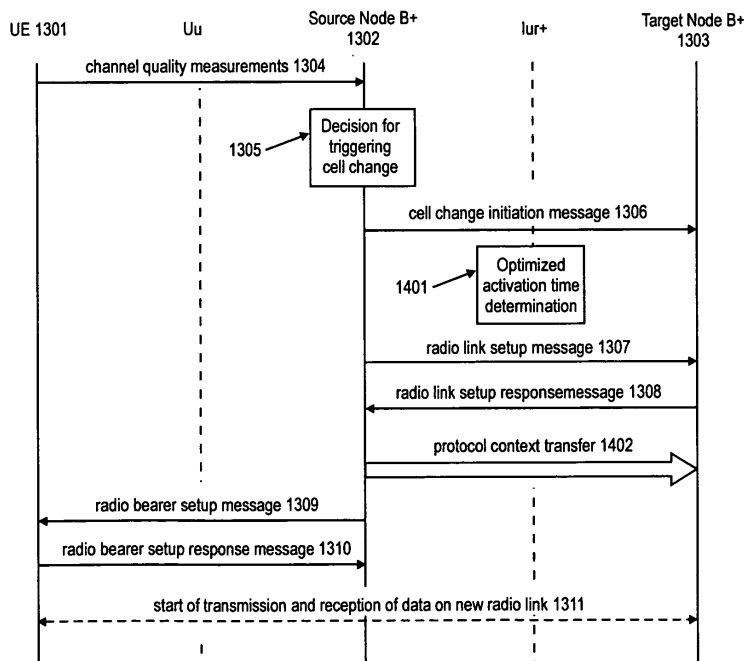 UE 1301
Uu
Source Node B+
1302
Iur+
Target Node B+
1303
channel quality measurements 1304
1305
Decision for
triggering
cell change
cell change initiation message 1306
1401
Optimized
activation time
determination
radio link setup message 1307
radio link setup responsemessage 1308
protocol context transfer 1402
radio bearer setup message 1309
radio bearer setup response message 1310
start of transmission and reception of data on new radio link 1311